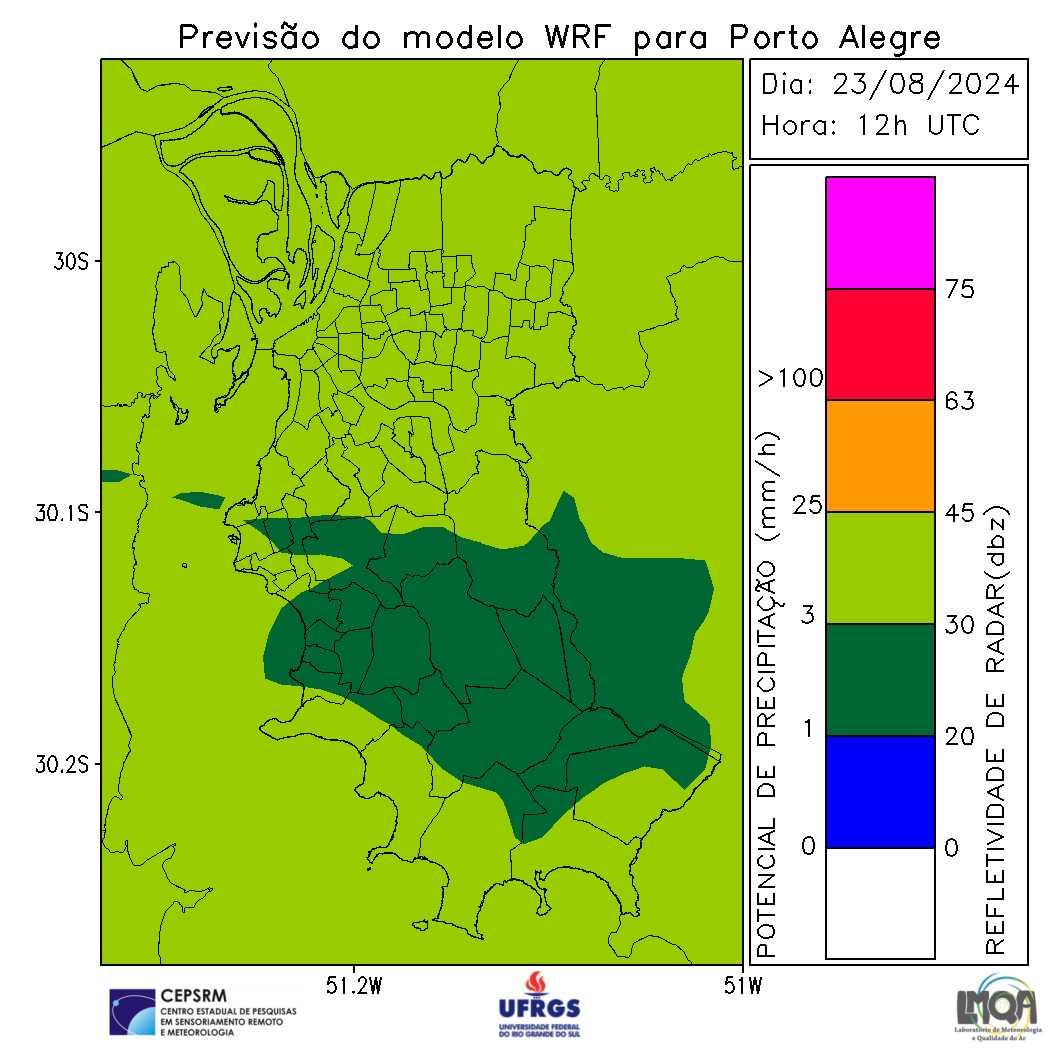 Previsão do modelo WRF para Porto Alegre
Dia: 23/08/2024
Hora: 12h UTC
30S
30.1S
30.2S
51.2W
51W
POTENCIAL DE PRECIPITAÇÃO (mm/h)
>100
25
3
1
0
75
63
45
30
20
0
REFLETIVIDADE DE RADAR(dbz)
CEPSRM
CENTRO ESTADUAL DE PESQUISAS
EM SENSORIAMENTO REMOTO
E METEOROLOGIA
UFRGS
UNIVERSIDADE FEDERAL
DO RIO GRANDE DO SUL
LMQA
Laboratório de Meteorologia
e Qualidade do Ar